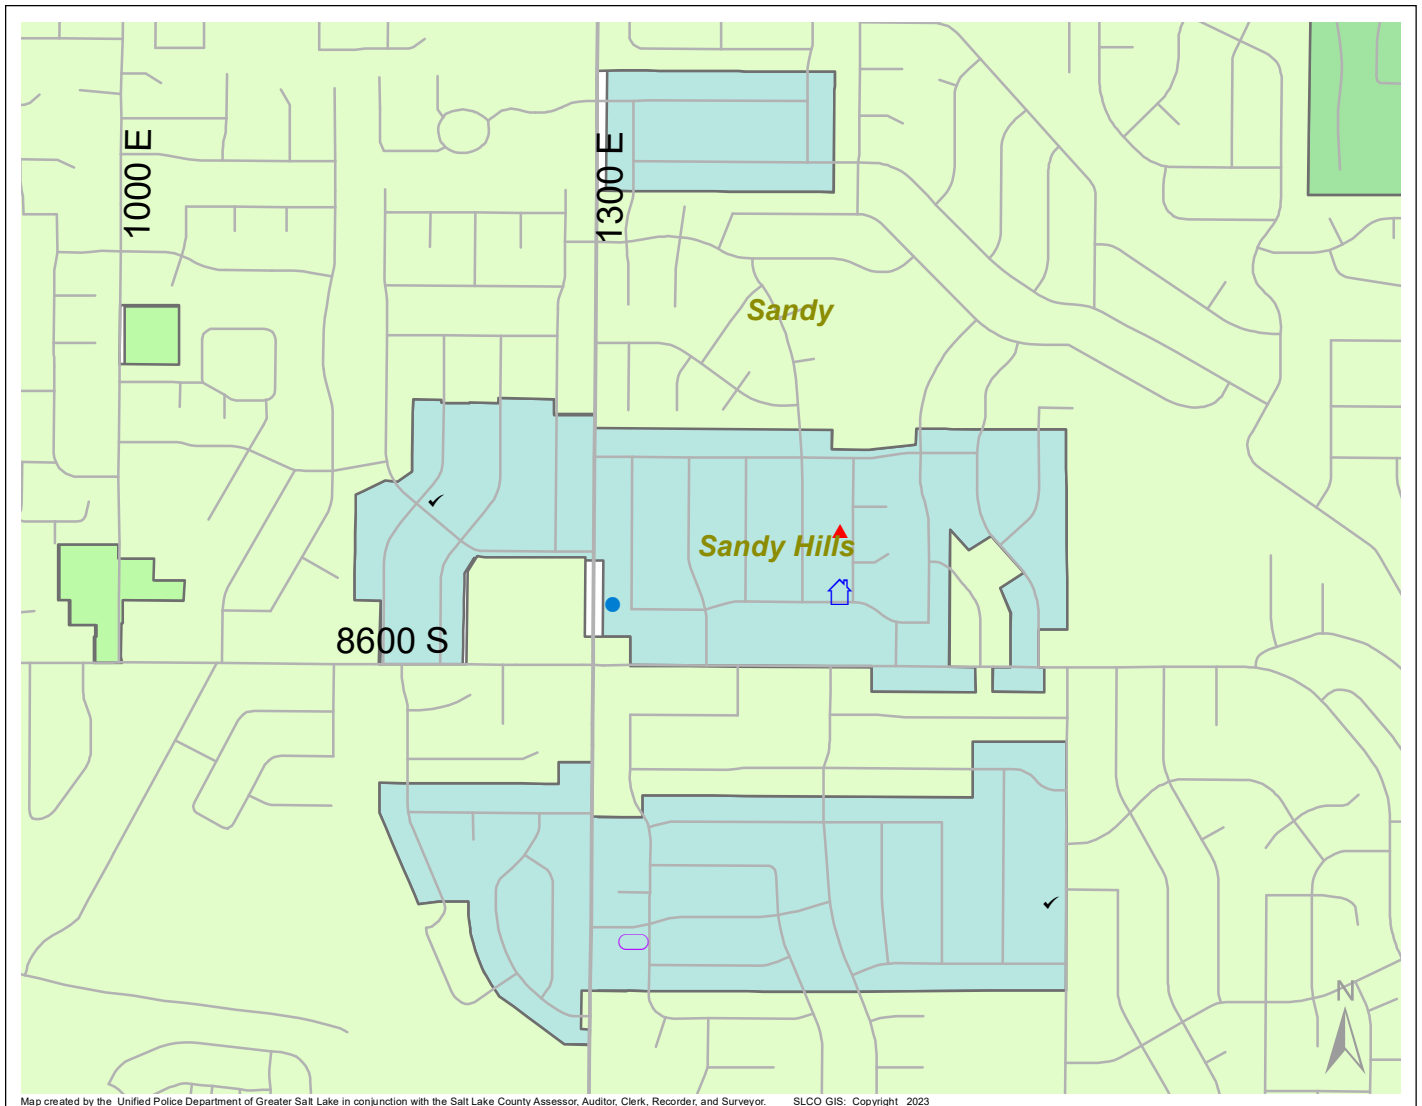 1000 E
1300 E
Sandy
Sandy Hills
8600 S
N
Map created by the Unified Police Department of Greater Salt Lake in conjunction with the Salt Lake County Assessor, Auditor, Clerk, Recorder, and Surveyor. SLCO GIS: Copyright 2023